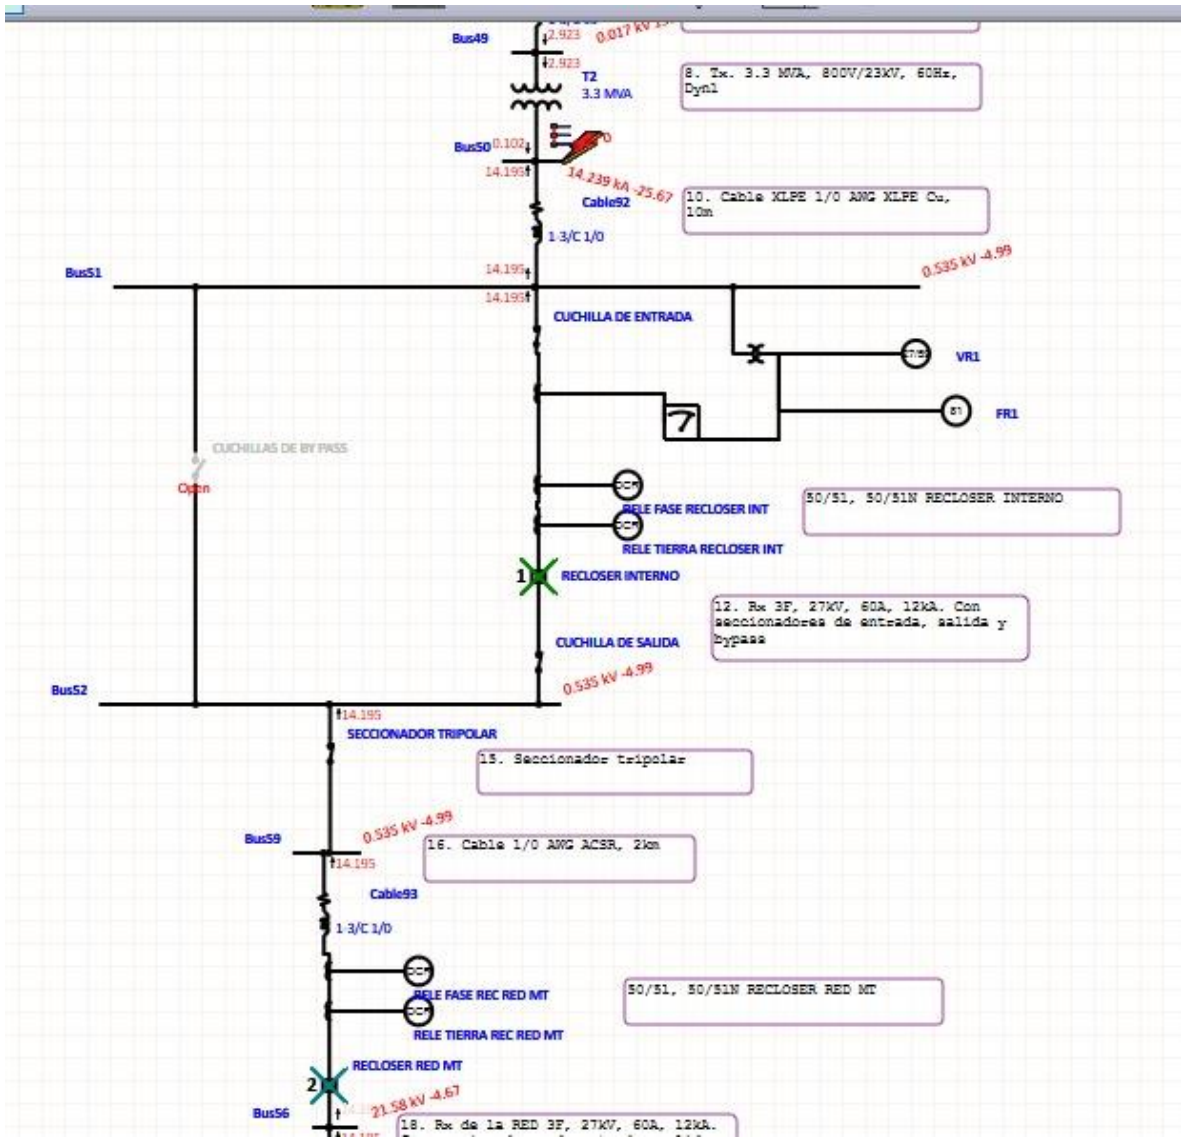 Bus49
2.923
0.017 kV
2.923
T2
3.3 MVA
8. Tx. 3.3 MVA, 800V/23kV, 60Hz,
Dyn1
Bus50
0.102
14.195
14.239 kA -25.67
Cable92
1-3/C 1/0
10. Cable XLPE 1/0 ANG XLPE Cu,
10m
Bus51
14.195
14.195
0.535 kV -4.99
CUCHILLA DE ENTRADA
VR1
81
FR1
CUCHILLAS DE BY PASS
Open
RELE FASE RECLOSER INT
RELE TIERRA RECLOSER INT
50/51, 50/51N RECLOSER INTERNO
1
RECLOSER INTERNO
12. Rx 3F, 27kV, 60A, 12kA. Con
seccionadores de entrada, salida y
bypass
CUCHILLA DE SALIDA
0.535 kV -4.99
Bus52
14.195
SECCIONADOR TRIPOLAR
15. Seccionador tripolar
Bus59
0.535 kV -4.99
14.195
16. Cable 1/0 ANG ACSR, 2km
Cable93
1-3/C 1/0
RELE FASE REC RED MT
RELE TIERRA REC RED MT
50/51, 50/51N RECLOSER RED MT
RECLOSER RED MT
2
Bus56
21.58 kV -4.67
14.195
18. Rx de la RED 3F, 27kV, 60A, 12kA.